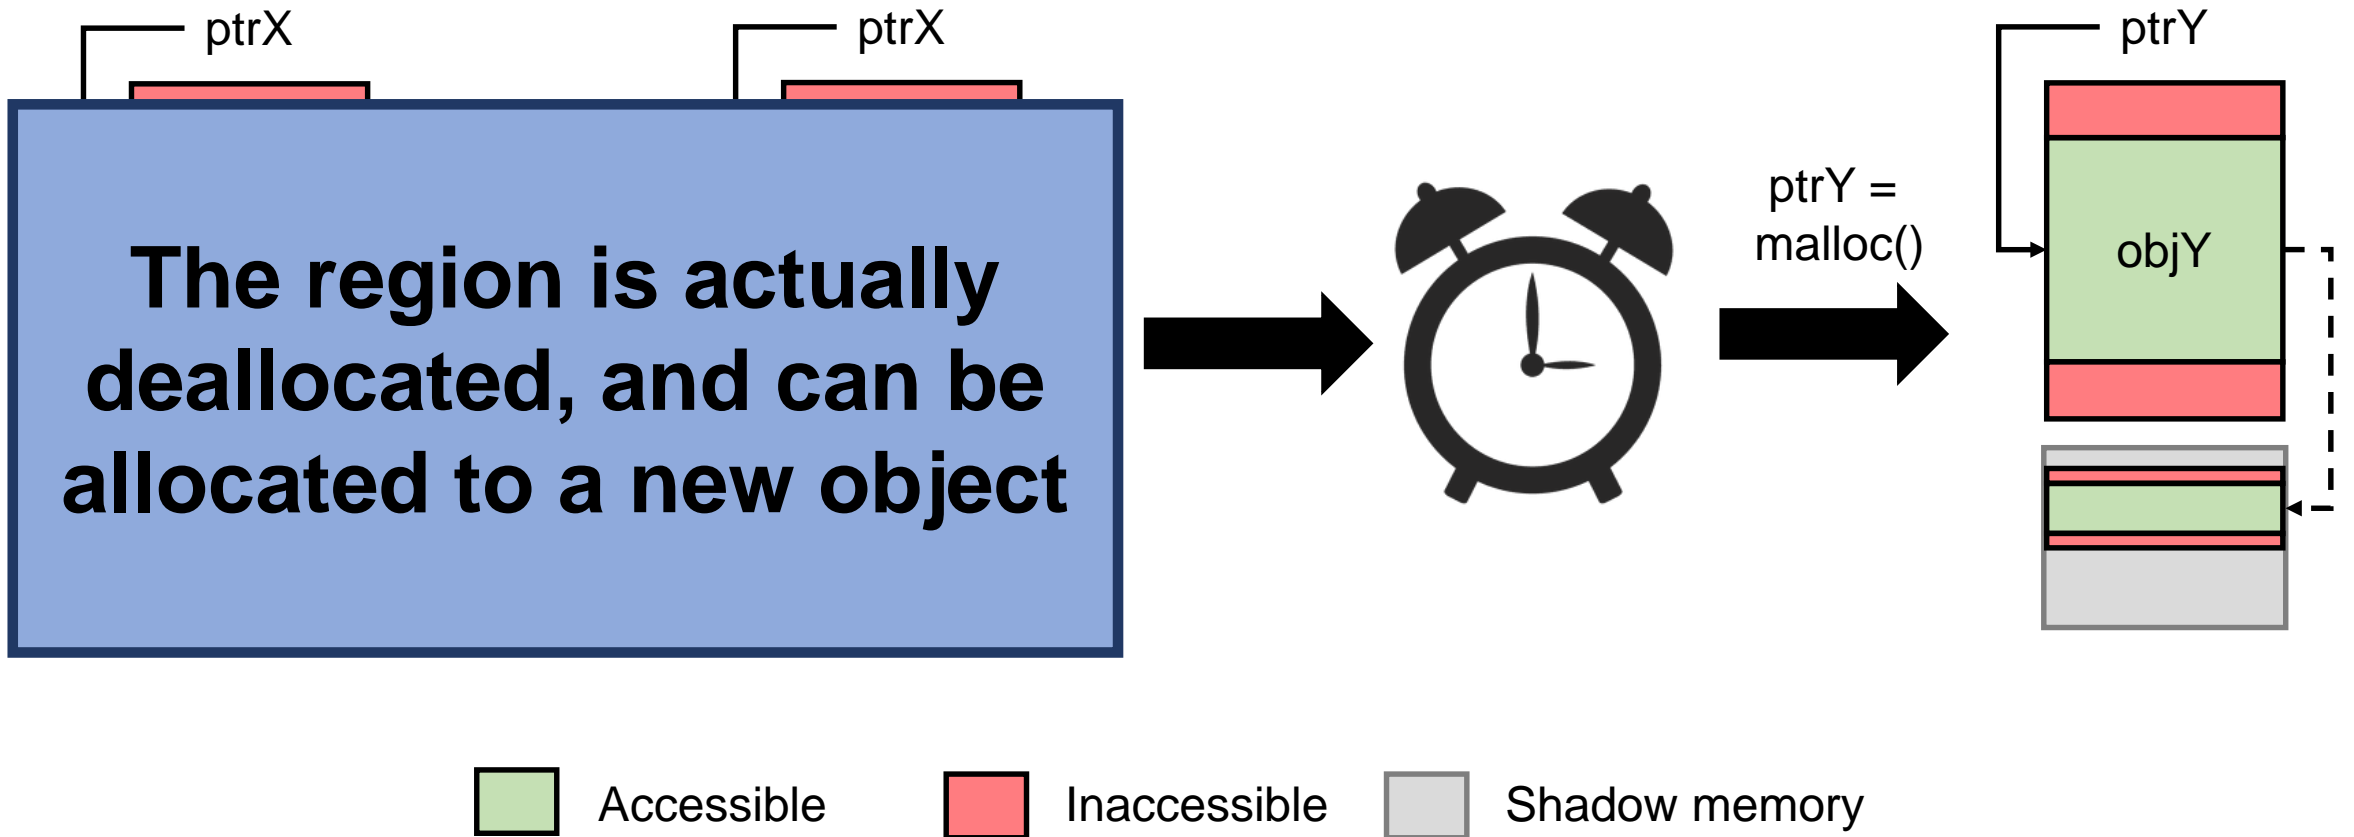 ptrX
ptrX
ptrY
The region is actually
deallocated, and can be
allocated to a new object
ptrY =
malloc()
objY
Accessible
Inaccessible
Shadow memory